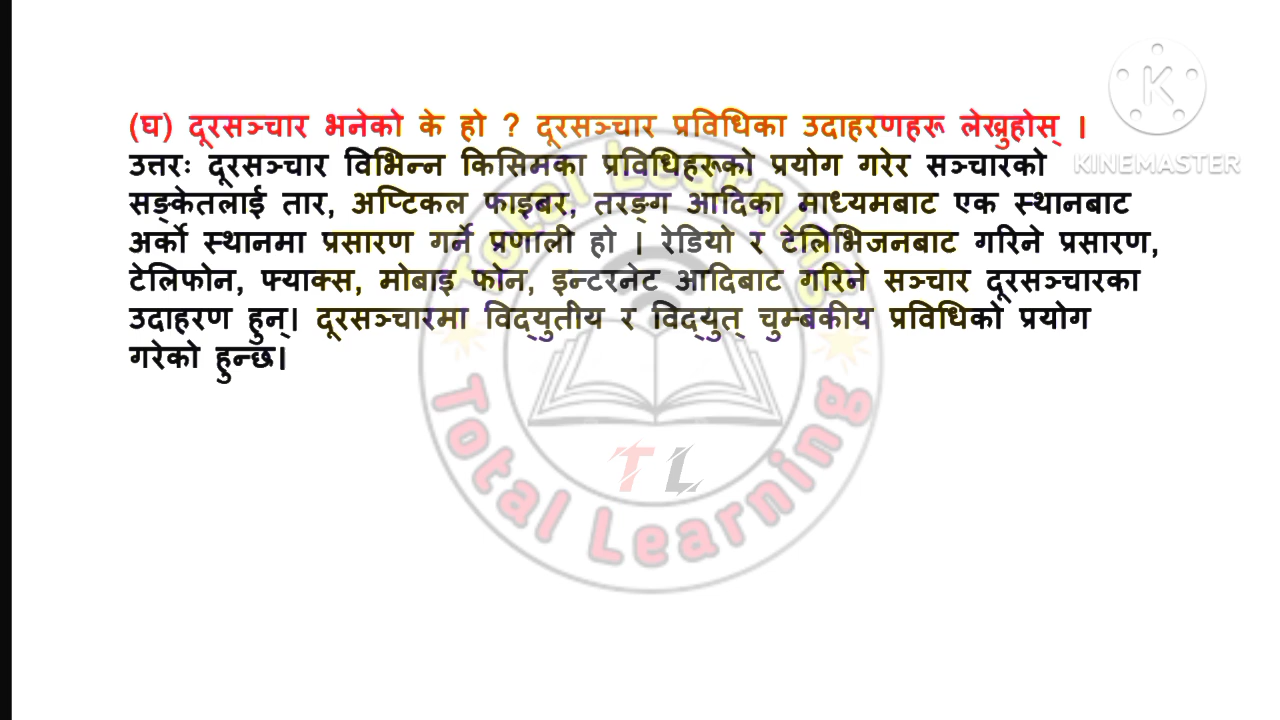 (घ) दूरसञ्चार भनेको के हो ? दूरसञ्चार प्रविधिका उदाहरणहरू लेख्नुहोस् ।
उत्तरः दूरसञ्चार विभिन्न किसिमका प्रविधिहरूको प्रयोग गरेर सञ्चारको
सङ्केतलाई तार, अप्टिकल फाइबर, तरङ्ग आदिका माध्यमबाट एक स्थानबाट
अर्को स्थानमा प्रसारण गर्ने प्रणाली हो । रेडियो र टेलिभिजनबाट गरिने प्रसारण,
टेलिफोन, फ्याक्स, मोबाइ फोन, इन्टरनेट आदिबाट गरिने सञ्चार दूरसञ्चारका
उदाहरण हुन्। दूरसञ्चारमा विद्युतीय र विद्युत् चुम्बकीय प्रविधिको प्रयोग
गरेको हुन्छ।
K
KINEMASTER
Total Learning
TL
Total Learning